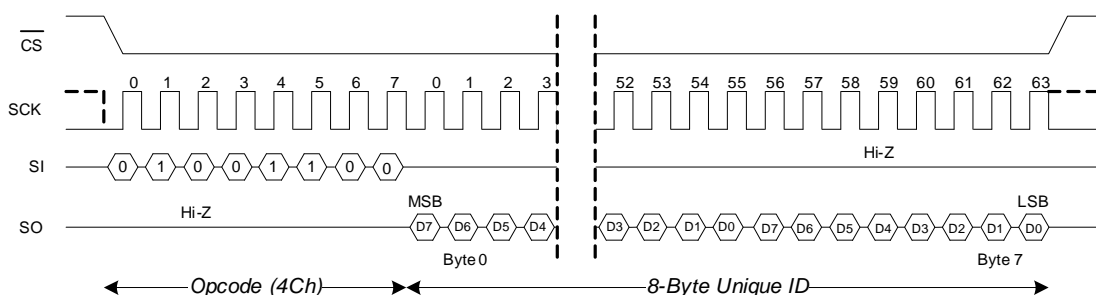 CS
0 1 2 3 4 5 6 7 0 1 2 3 52 53 54 55 56 57 58 59 60 61 62 63
SCK
Hi-Z
SI 0 1 0 0 1 1 0 0
Hi-Z MSB LSB
SO D7 D6 D5 D4 D3 D2 D1 D0 D7 D6 D5 D4 D3 D2 D1 D0
Byte 0 Byte 7
Opcode (4Ch) 8-Byte Unique ID